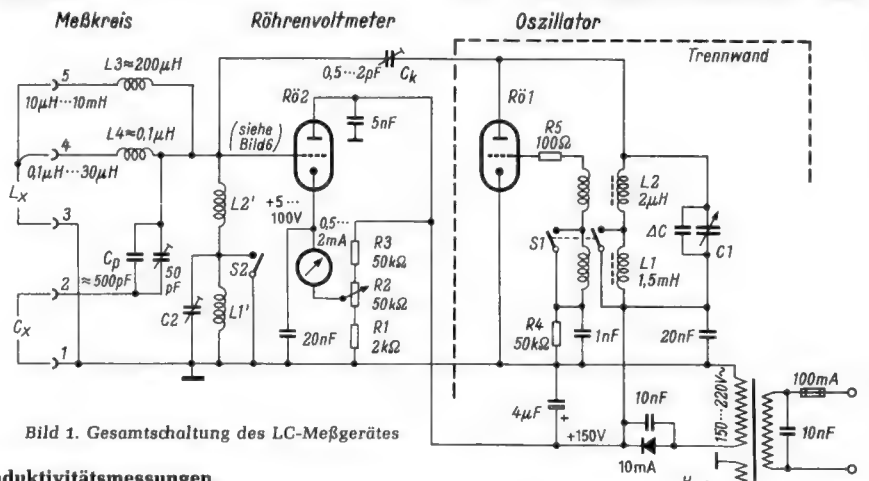 Meßkreis
Röhrenvoltmeter
Oszillator
Trennwand
L3≈200µH
5
10µH···10mH
L4≈0,1µH
4
0,1µH···30µH
Lx
3
Cp
≈500pF
50
pF
2
Cx
1
(siehe
Bild6)
L2'
S2
C2
L1'
0,5···2pF
Ck
Rö2
5nF
+5···
100V
0,5···
2mA
R3
50kΩ
R2
50kΩ
R1
2kΩ
20nF
Rö1
R5
100Ω
S1
L2
2µH
L1
1,5mH
ΔC
C1
R4
50kΩ
1nF
20nF
4µF
+
+150V
10nF
10mA
150···220V~
100mA
10nF
H
Bild 1. Gesamtschaltung des LC-Meßgerätes
nduktivitätsmessungen